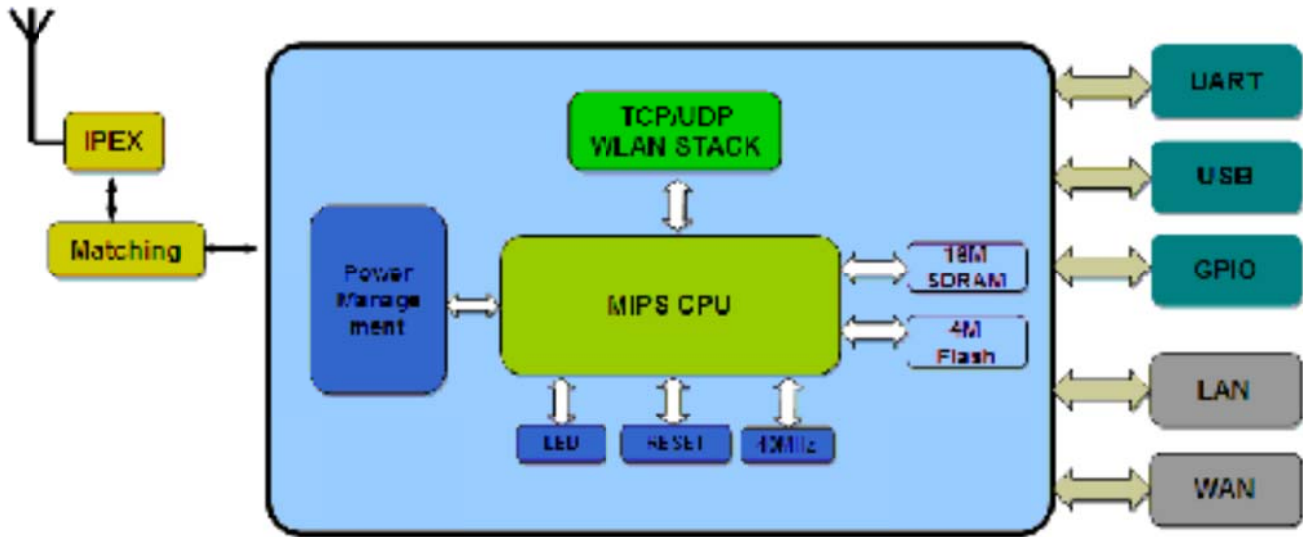 TCP/UDP
WLAN STACK
UART
IPEX
USB
Matching
Power
Manage
ment
MIPS CPU
SDRAM
GPIO
4M
Flash
LAN
LED
RESET
40MHz
WAN